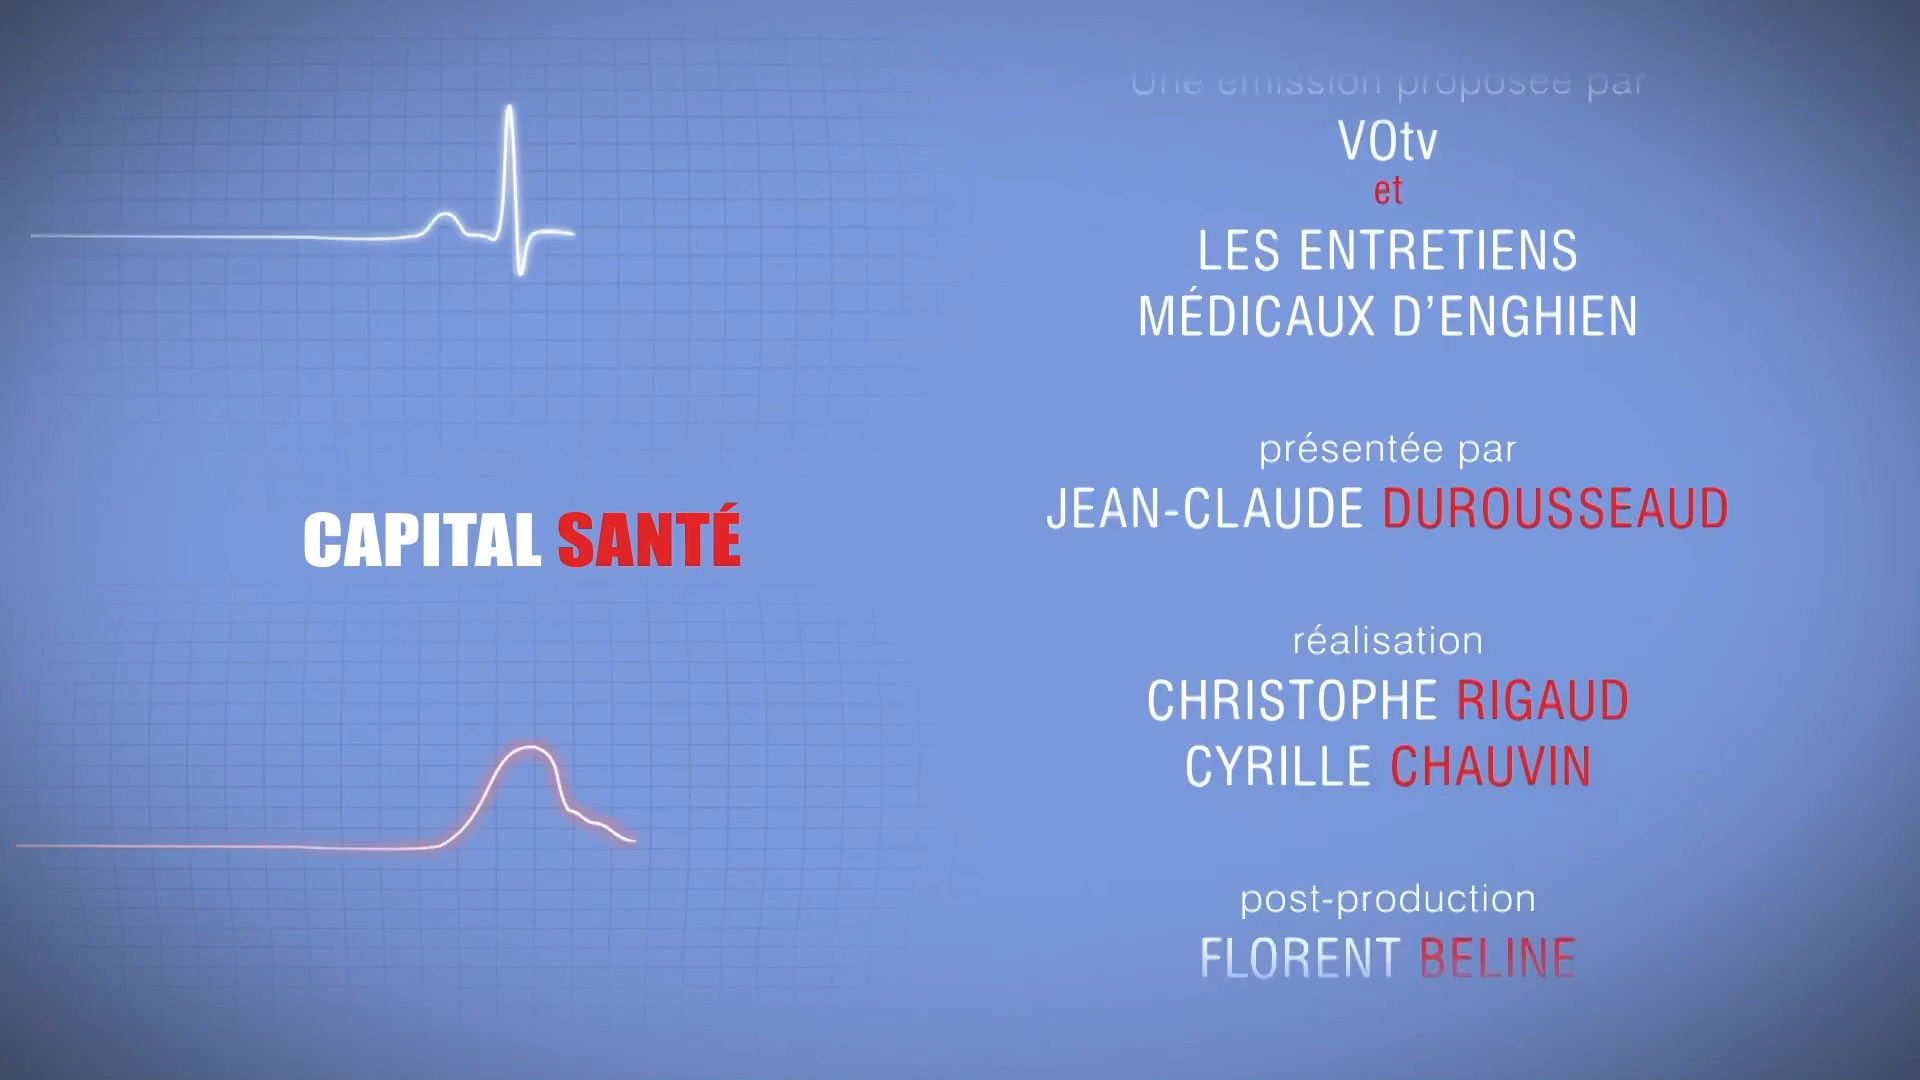 CAPITAL SANTÉ
Une émission proposée par
VOtv
et
LES ENTRETIENS
MÉDICAUX D'ENGHIEN
présentée par
JEAN-CLAUDE DUROUSSEAUD
réalisation
CHRISTOPHE RIGAUD
CYRILLE CHAUVIN
post-production
FLORENT BELINE